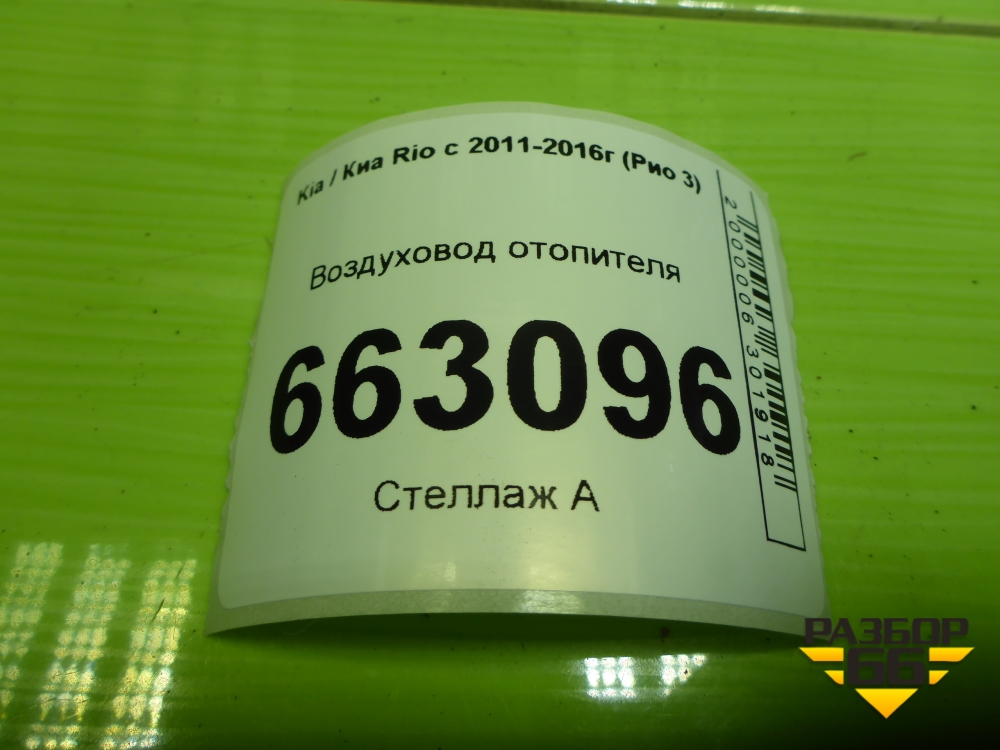 Kia / Киа Rio с 2011-2016г (Рио 3)
Воздуховод отопителя
663096
Стеллаж А
2000006301918
РАЗБОР
66